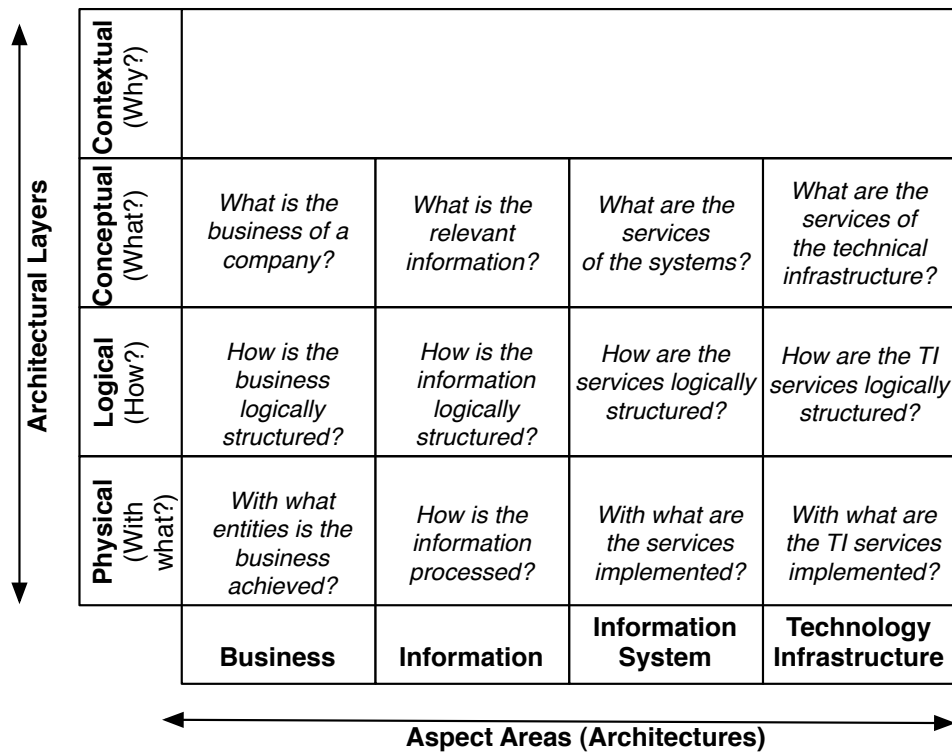 Architectural Layers
Contextual
(Why?)
Conceptual
(What?)
What is the
business of a
company?
What is the
relevant
information?
What are the
services
of the systems?
What are the
services of
the technical
infrastructure?
Logical
(How?)
How is the
business
logically
structured?
How is the
information
logically
structured?
How are the
services logically
structured?
How are the TI
services logically
structured?
Physical
(With
what?)
With what
entities is the
business
achieved?
How is the
information
processed?
With what are
the services
implemented?
With what are
the TI services
implemented?
Business
Information
Information
System
Technology
Infrastructure
Aspect Areas (Architectures)